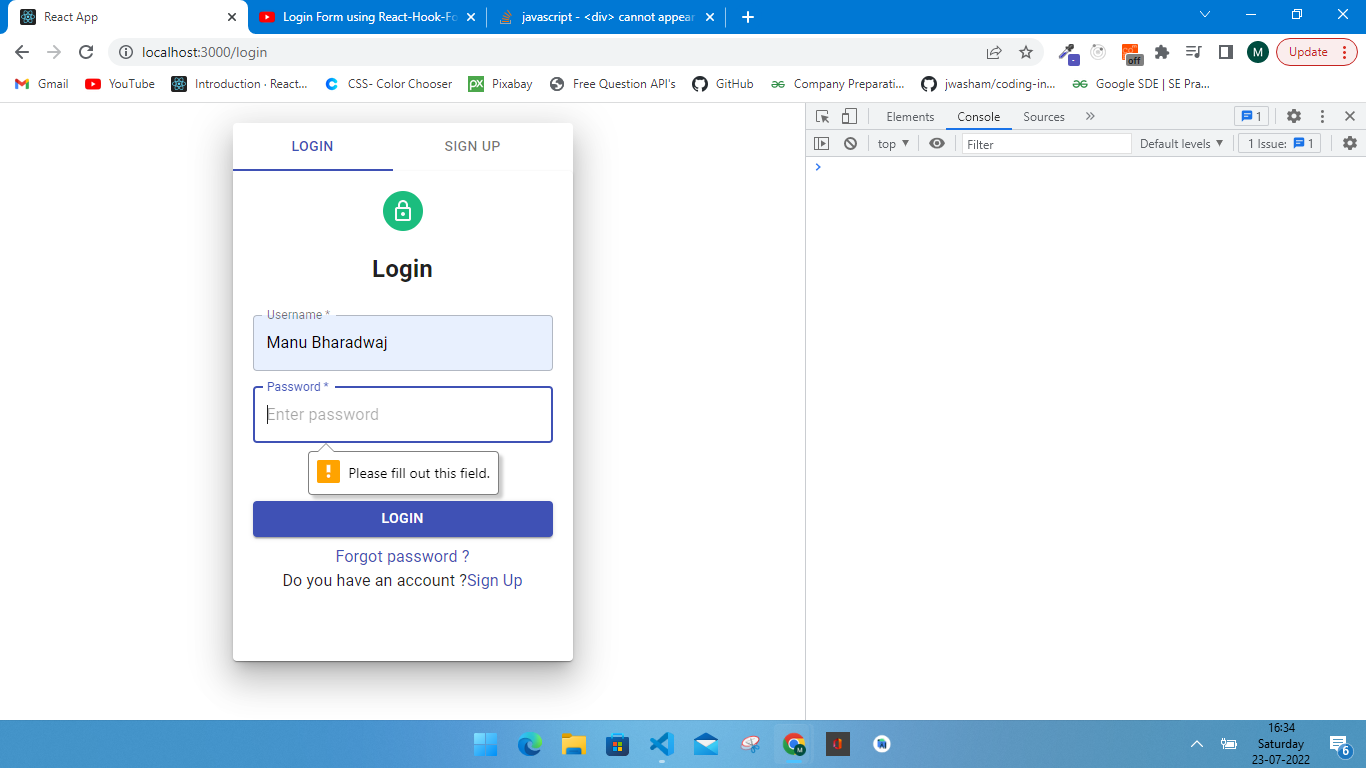 React App
Login Form using React-Hook-Fo
javascript - <div> cannot appear
localhost:3000/login
off
M
Update
Gmail
YouTube
Introduction · React...
C
CSS- Color Chooser
px
Pixabay
Free Question API's
GitHub
Company Preparati...
jwasham/coding-in...
Google SDE | SE Pra...
LOGIN
SIGN UP
Login
Username *
Manu Bharadwaj
Password *
Enter password
Please fill out this field.
LOGIN
Forgot password ?
Do you have an account ?Sign Up
Elements
Console
Sources
1
top
Filter
Default levels
1 Issue:
1
16:34
Saturday
23-07-2022
6